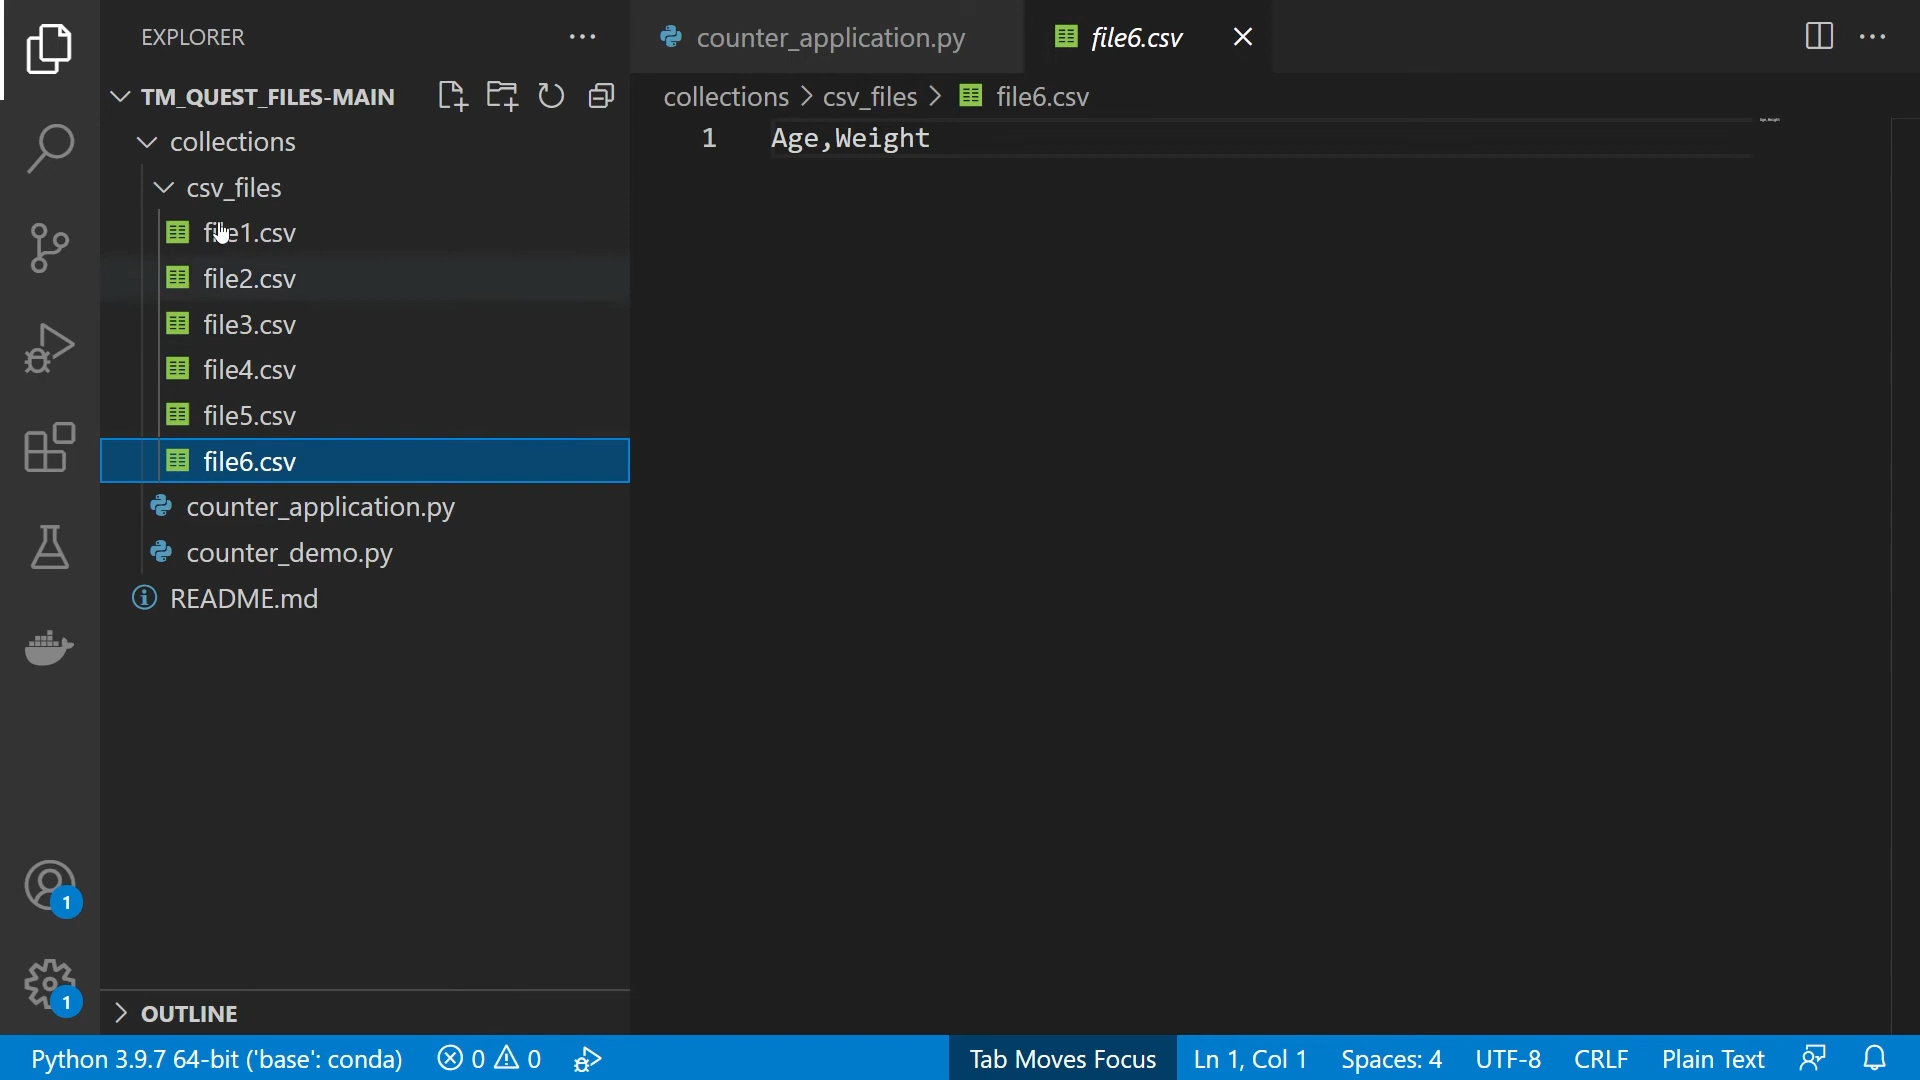 EXPLORER
TM_QUEST_FILES-MAIN
collections
csv_files
file1.csv
file2.csv
file3.csv
file4.csv
file5.csv
file6.csv
counter_application.py
counter_demo.py
README.md
OUTLINE
counter_application.py
file6.csv
collections > csv_files > file6.csv
1 Age,Weight
1
1
Python 3.9.7 64-bit ('base': conda) 0 0 Tab Moves Focus Ln 1, Col 1 Spaces: 4 UTF-8 CRLF Plain Text